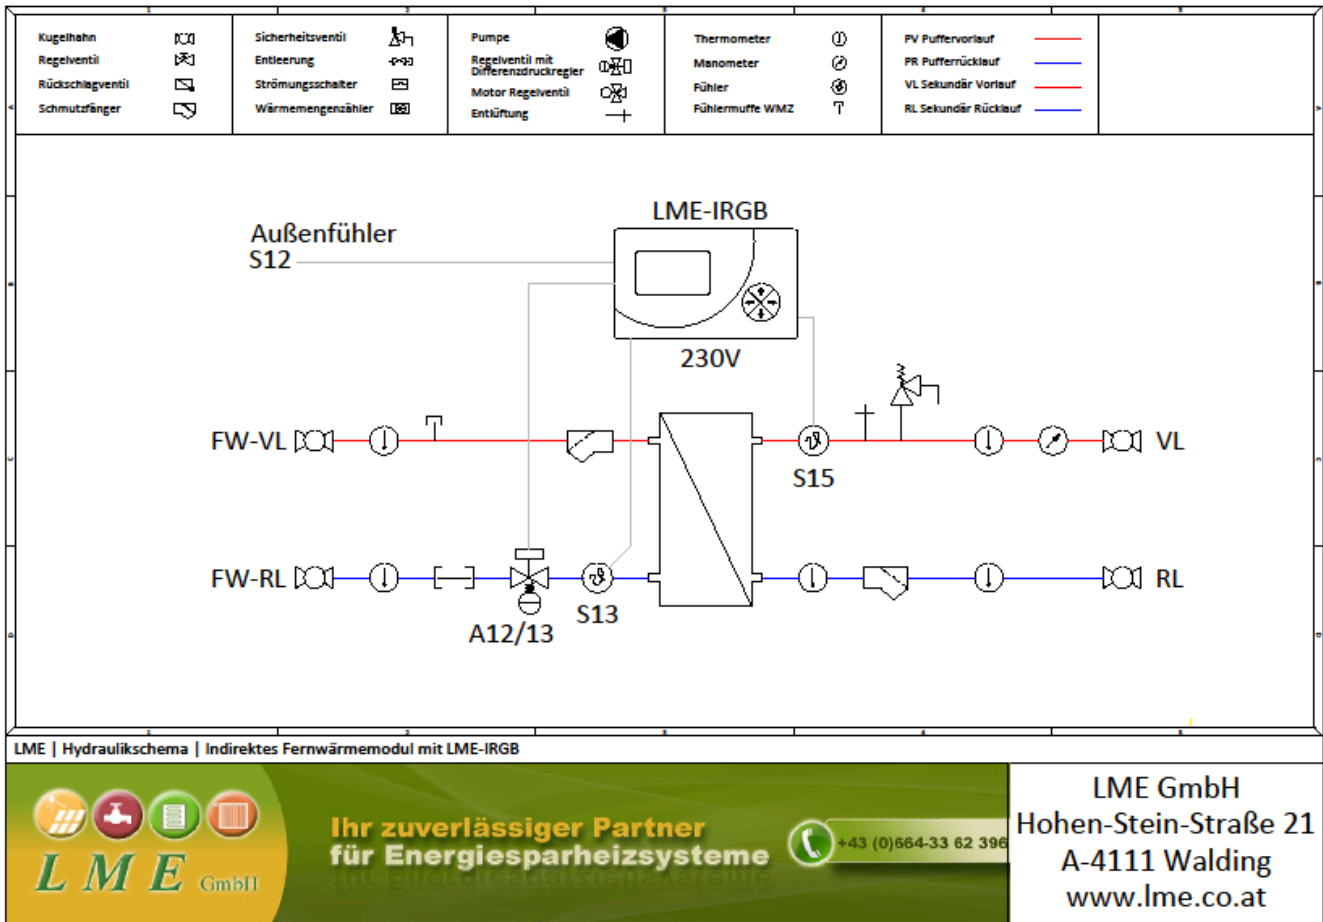 Kugelhahn
Regelventil
Rückschlagventil
Schmutzfänger
Sicherheitsventil
Entleerung
Strömungsschalter
Wärmemengenzähler
Pumpe
Regelventil mit
Differenzdruckregler
Motor Regelventil
Entlüftung
Thermometer
Manometer
Fühler
Fühlermuffe WMZ
PV Puffervorlauf
PR Pufferrücklauf
VL Sekundär Vorlauf
RL Sekundär Rücklauf
LME-IRGB
Außenfühler
S12
230V
FW-VL
S15
VL
FW-RL
A12/13
S13
RL
LME | Hydraulikschema | Indirektes Fernwärmemodul mit LME-IRGB
LME GmbH
Ihr zuverlässiger Partner
für Energiesparheizsysteme
+43 (0)664-33 62 396
LME GmbH
Hohen-Stein-Straße 21
A-4111 Walding
www.lme.co.at